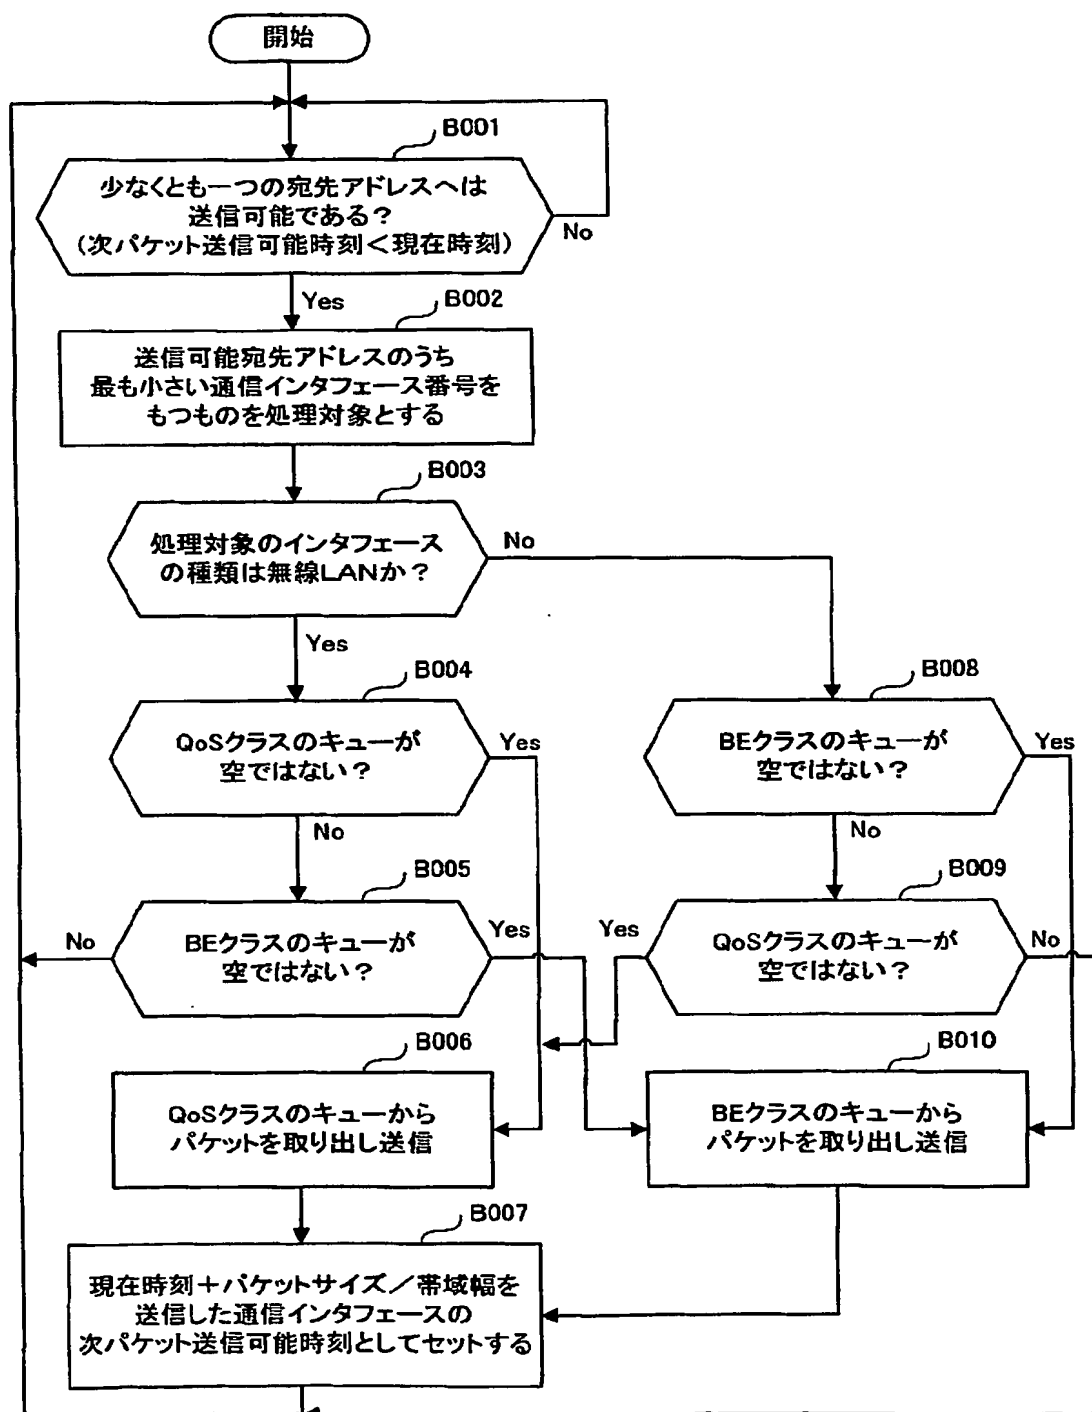 開始
B001
少なくとも一つの宛先アドレスへは
送信可能である?
(次パケット送信可能時刻<現在時刻)
No
Yes
B002
送信可能宛先アドレスのうち
最も小さい通信インタフェース番号を
もつものを処理対象とする
B003
処理対象のインタフェース
の種類は無線LANか?
No
Yes
B004
QoSクラスのキューが
空ではない?
Yes
No
B008
BEクラスのキューが
空ではない?
Yes
No
B005
BEクラスのキューが
空ではない?
No
Yes
B009
QoSクラスのキューが
空ではない?
Yes
No
B006
QoSクラスのキューから
パケットを取り出し送信
B010
BEクラスのキューから
パケットを取り出し送信
B007
現在時刻+パケットサイズ/帯域幅を
送信した通信インタフェースの
次パケット送信可能時刻としてセットする